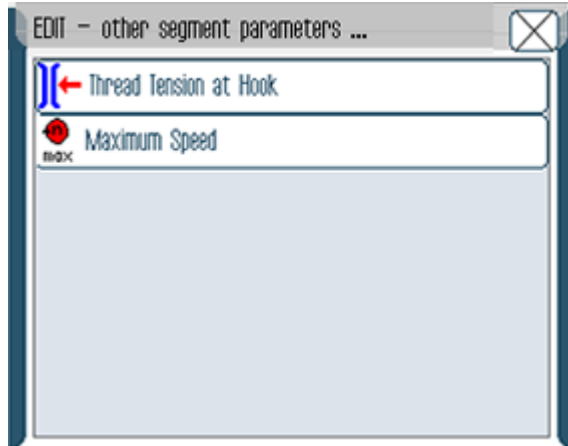 EDIT - other segment parameters ...
Thread Tension at Hook
Maximum Speed
max